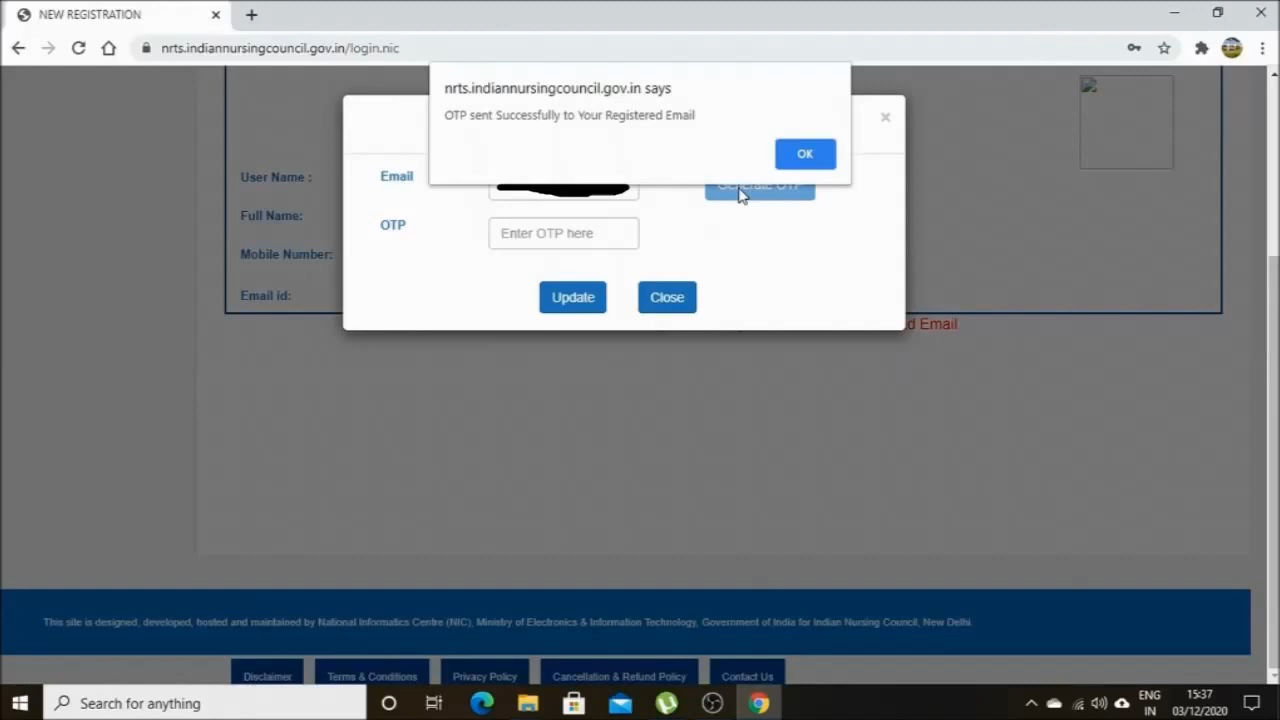 NEW REGISTRATION
nrts.indiannursingcouncil.gov.in/login.nic
nrts.indiannursingcouncil.gov.in says
OTP sent Successfully to Your Registered Email
OK
Email
Generate OTP
OTP
Enter OTP here
Update
Close
User Name :
Full Name:
Mobile Number:
Email id:
d Email
This site is designed, developed, hosted and maintained by National Informatics Centre (NIC), Ministry of Electronics & Information Technology, Government of India for Indian Nursing Council, New Delhi.
Disclaimer
Terms & Conditions
Privacy Policy
Cancellation & Refund Policy
Contact Us
Search for anything
ENG
IN
15:37
03/12/2020